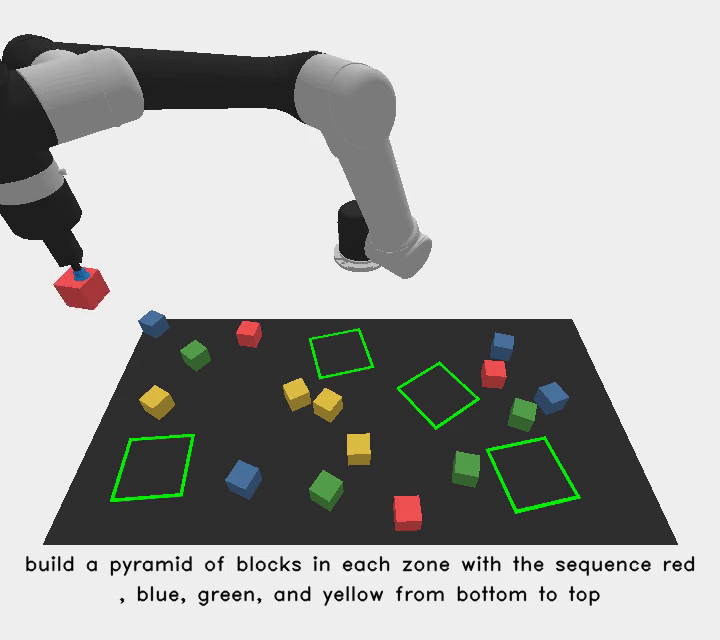 build a pyramid of blocks in each zone with the sequence red
, blue, green, and yellow from bottom to top